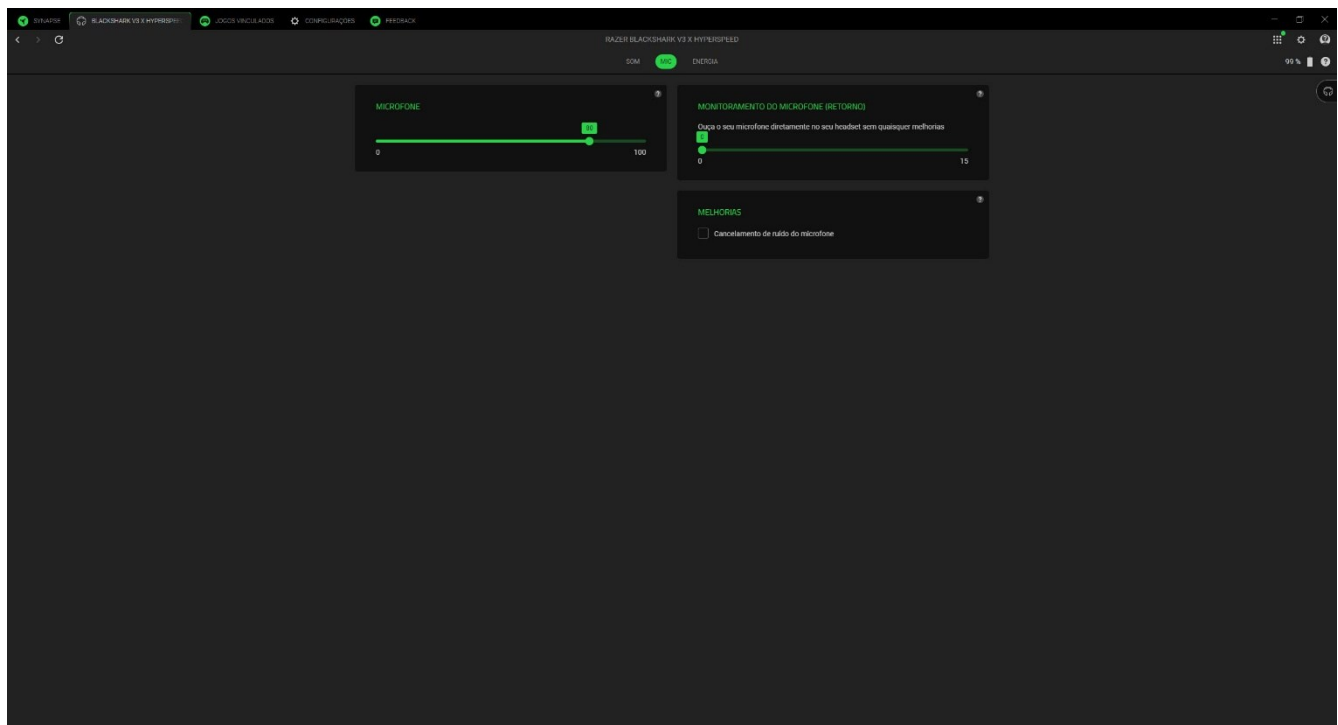 SYNAPSE
BLACKSHARK V3 X HYPERSPEE
JOGOS VINCULADOS
CONFIGURAÇÕES
FEEDBACK
RAZER BLACKSHARK V3 X HYPERSPEED
SOM
MIC
ENERGIA
99 %
MICROFONE
0
100
MONITORAMENTO DO MICROFONE (RETORNO)
Ouça o seu microfone diretamente no seu headset sem quaisquer melhorias
0
0
15
MELHORIAS
Cancelamento de ruído do microfone